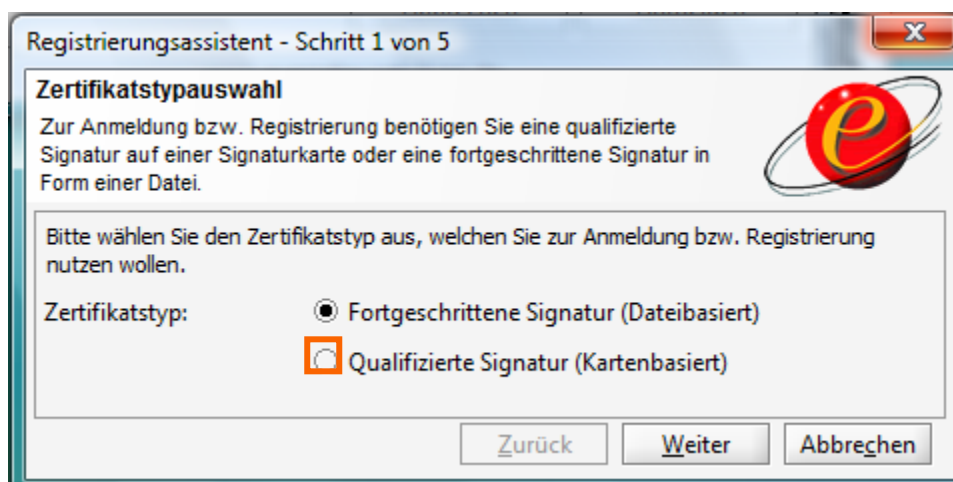 Registrierungsassistent - Schritt 1 von 5
Zertifikatstypauswahl
Zur Anmeldung bzw. Registrierung benötigen Sie eine qualifizierte
Signatur auf einer Signaturkarte oder eine fortgeschrittene Signatur in
Form einer Datei.
e
Bitte wählen Sie den Zertifikatstyp aus, welchen Sie zur Anmeldung bzw. Registrierung
nutzen wollen.
Zertifikatstyp: Fortgeschrittene Signatur (Dateibasiert)
Qualifizierte Signatur (Kartenbasiert)
Zurück Weiter Abbrechen